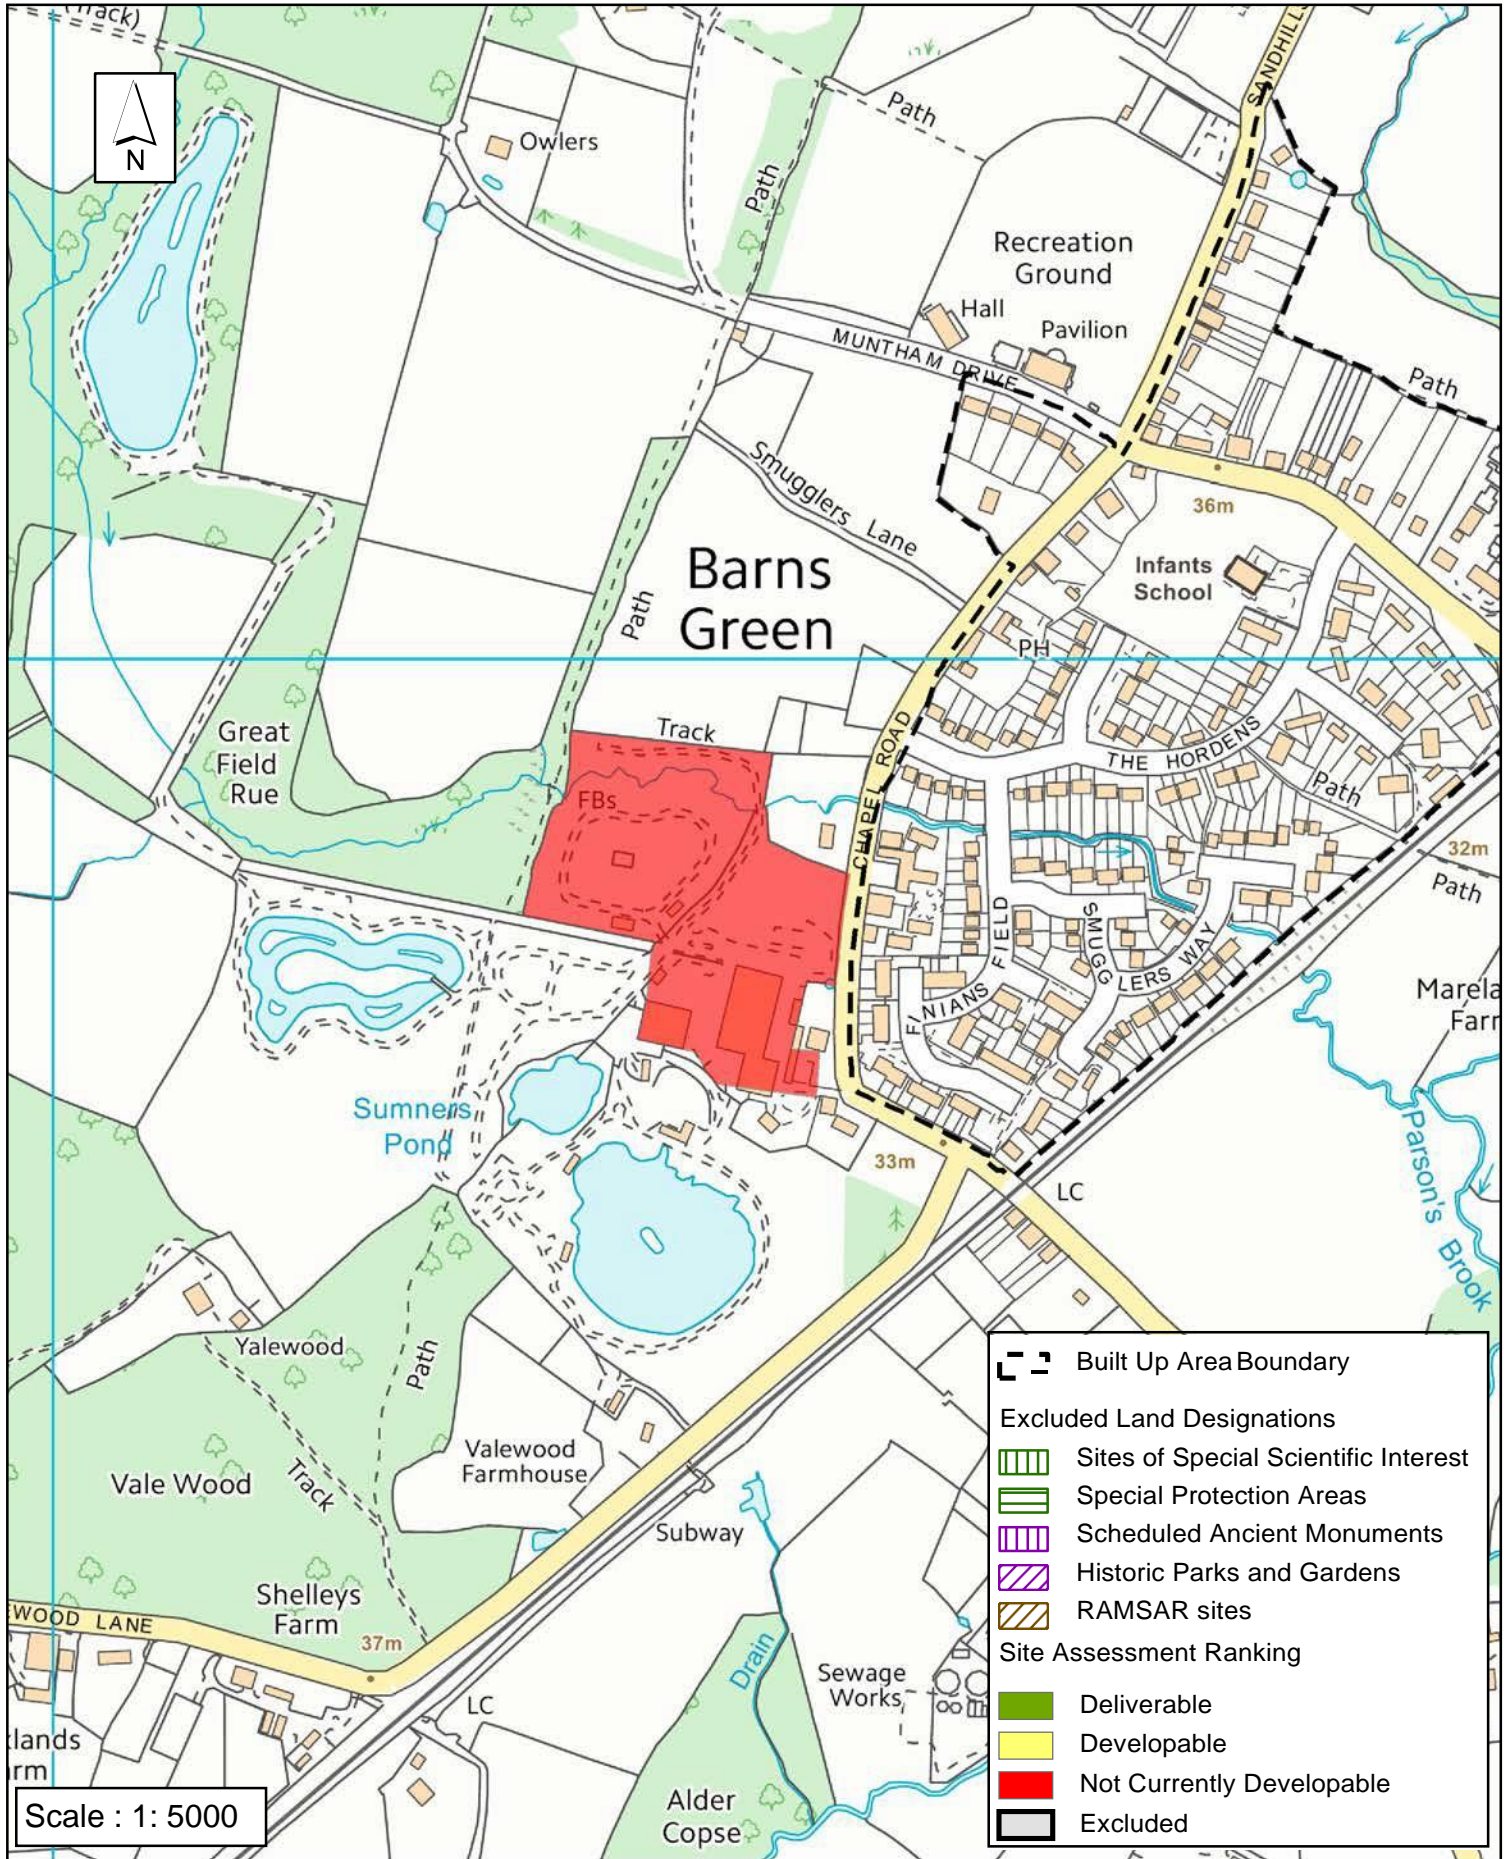 (Track)
SANDHILLS
N
Owlers
Path
Path
Recreation
Ground
Hall
Pavilion
MUNTHAM DRIVE
Path
Smugglers Lane
36m
Barns
Green
Infants
School
Path
PH
Great
Field
Rue
Track
CHAPEL ROAD
THE HORDENS
Path
FBs
32m
Path
FINIANS FIELD
SMUGGLERS WAY
Marela
Farr
Sumners
Pond
33m
LC
Parson's Brook
Yalewood
Path
Vale Wood
Track
Valewood
Farmhouse
Subway
Shelleys
Farm
EWOOD LANE
37m
LC
Drain
Sewage
Works
klands
arm
Alder
Copse
Scale : 1: 5000
Built Up Area Boundary
Excluded Land Designations
Sites of Special Scientific Interest
Special Protection Areas
Scheduled Ancient Monuments
Historic Parks and Gardens
RAMSAR sites
Site Assessment Ranking
Deliverable
Developable
Not Currently Developable
Excluded